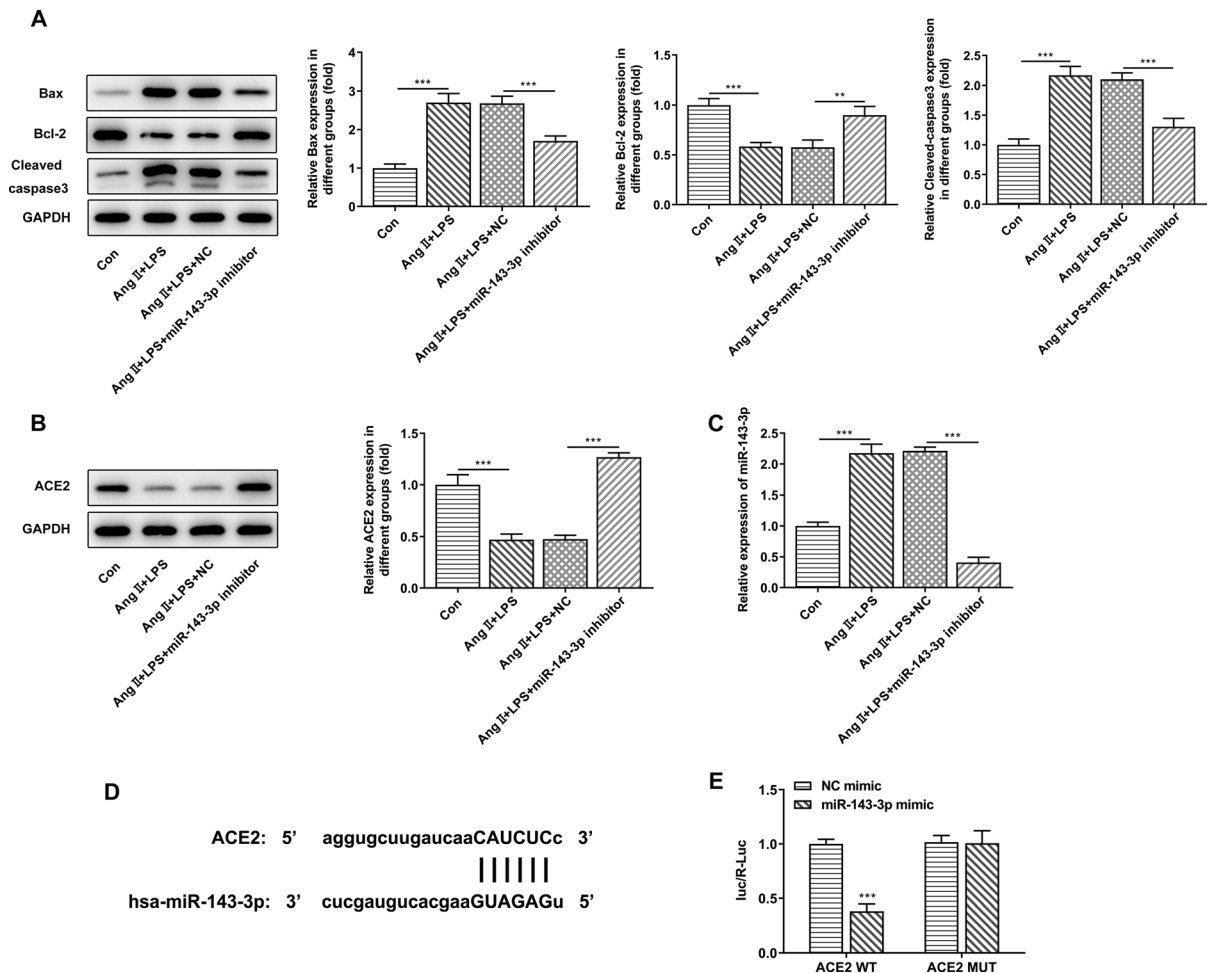 A
Bax
Bcl-2
Cleaved
caspase3
GAPDH
Con
Ang II+LPS
Ang II+LPS+NC
Ang II+LPS+miR-143-3p inhibitor
Relative Bax expression in
different groups (fold)
4
3
2
1
0
***
***
Con
Ang II+LPS
Ang II+LPS+NC
Ang II+LPS+miR-143-3p inhibitor
Relative Bcl-2 expression in
different groups (fold)
1.5
1.0
0.5
0.0
***
**
Con
Ang II+LPS
Ang II+LPS+NC
Ang II+LPS+miR-143-3p inhibitor
Relative Cleaved-caspase3 expression
in different groups (fold)
2.5
2.0
1.5
1.0
0.5
0.0
***
***
Con
Ang II+LPS
Ang II+LPS+NC
Ang II+LPS+miR-143-3p inhibitor
B
ACE2
GAPDH
Con
Ang II+LPS
Ang II+LPS+NC
Ang II+LPS+miR-143-3p inhibitor
Relative ACE2 expression in
different groups (fold)
1.5
1.0
0.5
0.0
***
***
Con
Ang II+LPS
Ang II+LPS+NC
Ang II+LPS+miR-143-3p inhibitor
C
Relative expression of miR-143-3p
2.5
2.0
1.5
1.0
0.5
0.0
***
***
Con
Ang II+LPS
Ang II+LPS+NC
Ang II+LPS+miR-143-3p inhibitor
D
ACE2: 5’ aggugcuugaucaaCAUCUCc 3’
hsa-miR-143-3p: 3’ cucgaugucacgaaGUAGAGu 5’
E
NC mimic
miR-143-3p mimic
luc/R-Luc
1.5
1.0
0.5
0.0
***
ACE2 WT
ACE2 MUT